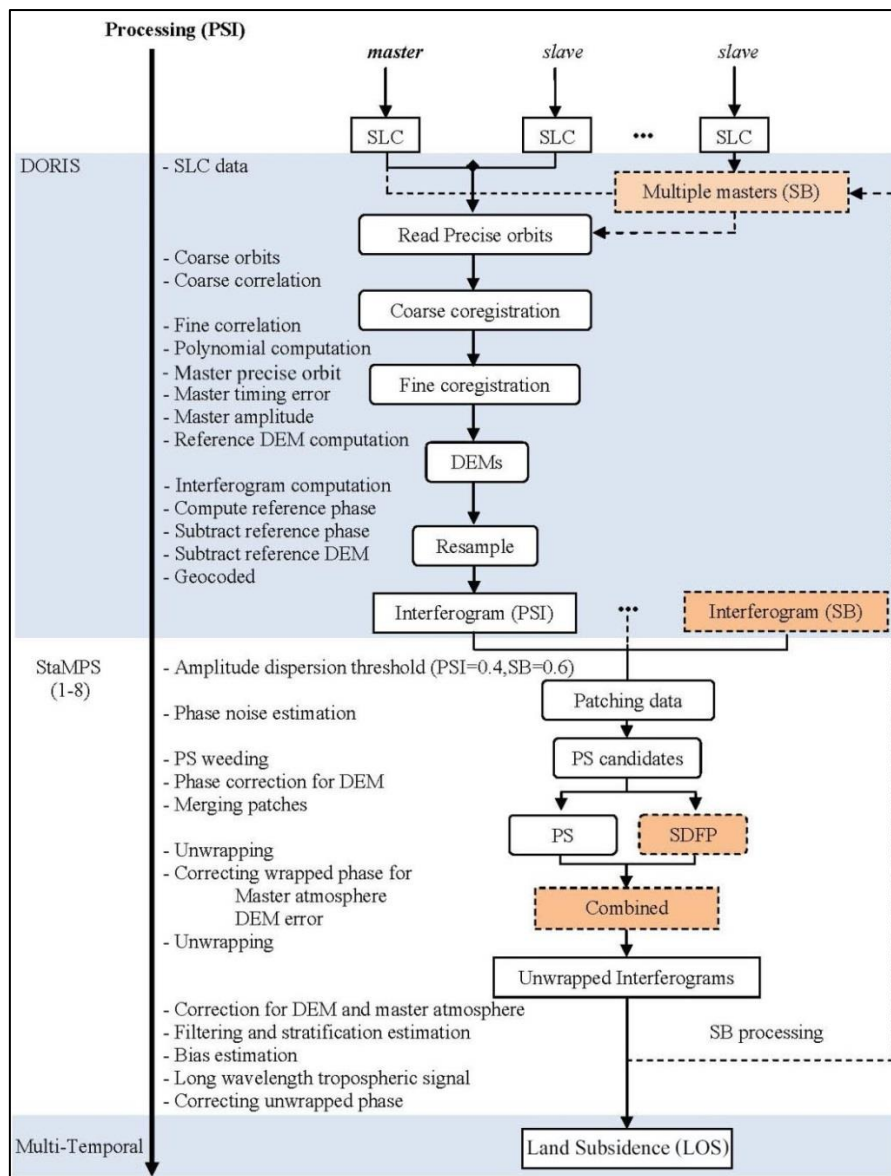 Processing (PSI)
master slave slave
SLC SLC ... SLC
DORIS - SLC data
Multiple masters (SB)
Read Precise orbits
- Coarse orbits
- Coarse correlation
Coarse coregistration
- Fine correlation
- Polynomial computation
- Master precise orbit
Fine coregistration
- Master timing error
- Master amplitude
- Reference DEM computation
DEMs
- Interferogram computation
- Compute reference phase
- Subtract reference phase
Resample
- Subtract reference DEM
- Geocoded
Interferogram (PSI) ... Interferogram (SB)
StaMPS
(1-8)
- Amplitude dispersion threshold (PSI=0.4,SB=0.6)
Patching data
- Phase noise estimation
- PS weeding
PS candidates
- Phase correction for DEM
- Merging patches
PS SDFP
- Unwrapping
- Correcting wrapped phase for
Master atmosphere
DEM error
Combined
- Unwrapping
Unwrapped Interferograms
- Correction for DEM and master atmosphere
- Filtering and stratification estimation
SB processing
- Bias estimation
- Long wavelength tropospheric signal
- Correcting unwrapped phase
Multi-Temporal Land Subsidence (LOS)